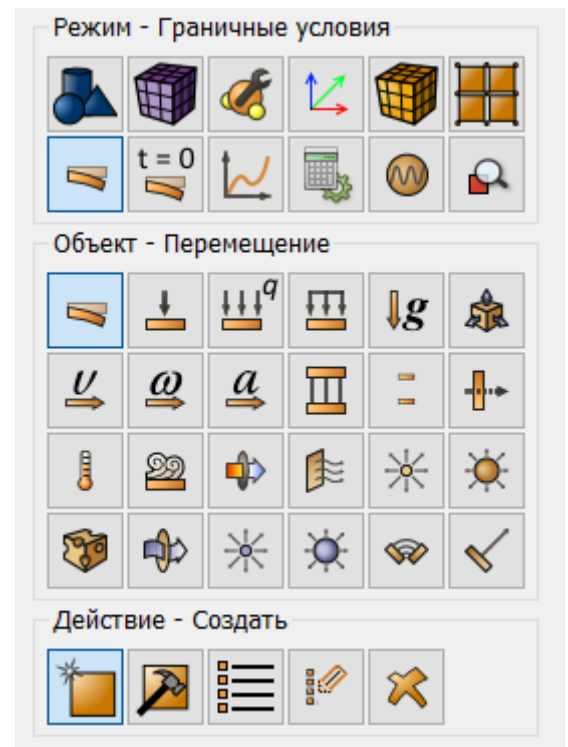 Режим - Граничные условия
t = 0
Объект - Перемещение
q
g
υ ω a
Действие - Создать